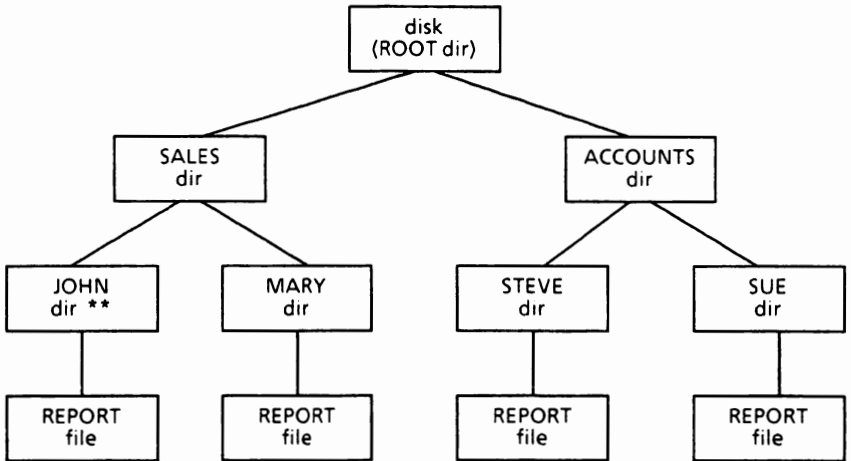 disk
(ROOT dir)
SALES
dir
ACCOUNTS
dir
JOHN
dir **
MARY
dir
STEVE
dir
SUE
dir
REPORT
file
REPORT
file
REPORT
file
REPORT
file